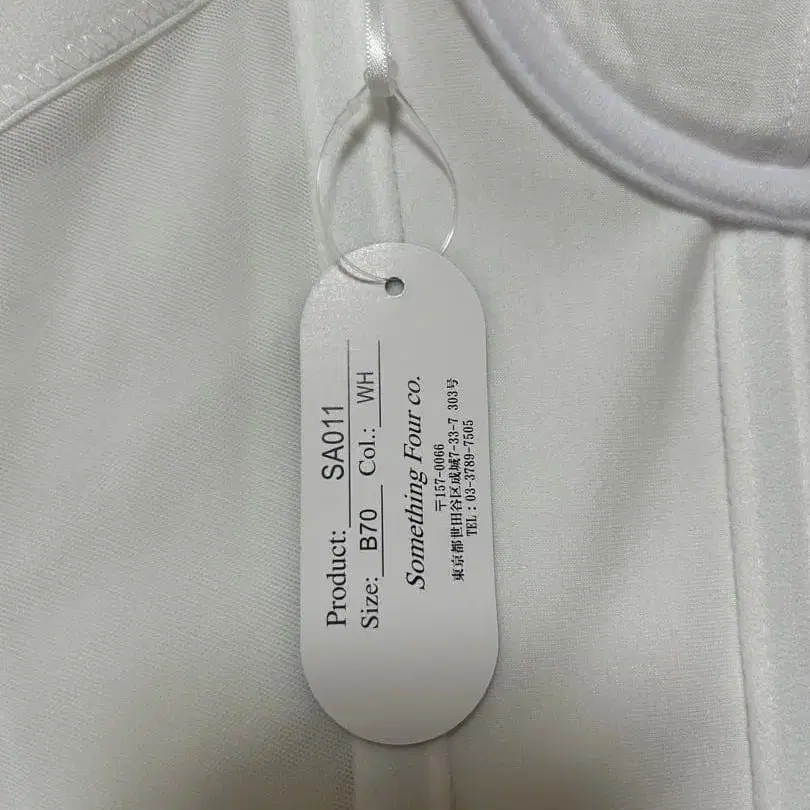 Product: SA011
Size: B70 Col.: WH
Something Four co.
〒157-0066
東京都世田谷区成城7-33-7 303号
TEL：03-3789-7505